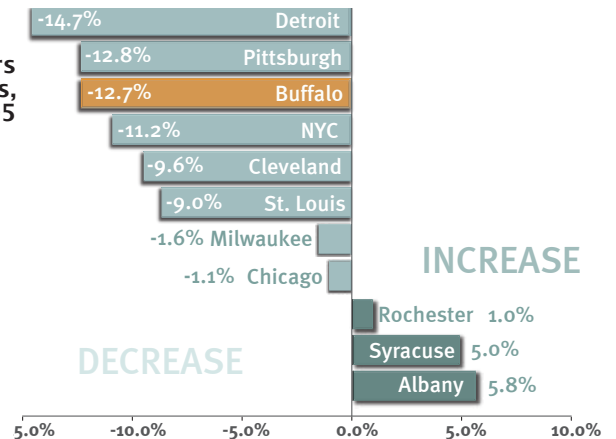 -14.7% Detroit
rs
-12.8% Pittsburgh
s,
-12.7% Buffalo
5
-11.2% NYC
-9.6% Cleveland
-9.0% St. Louis
-1.6% Milwaukee
INCREASE
-1.1% Chicago
Rochester 1.0%
DECREASE
Syracuse 5.0%
Albany 5.8%
5.0% -10.0% -5.0% 0.0% 5.0% 10.0%